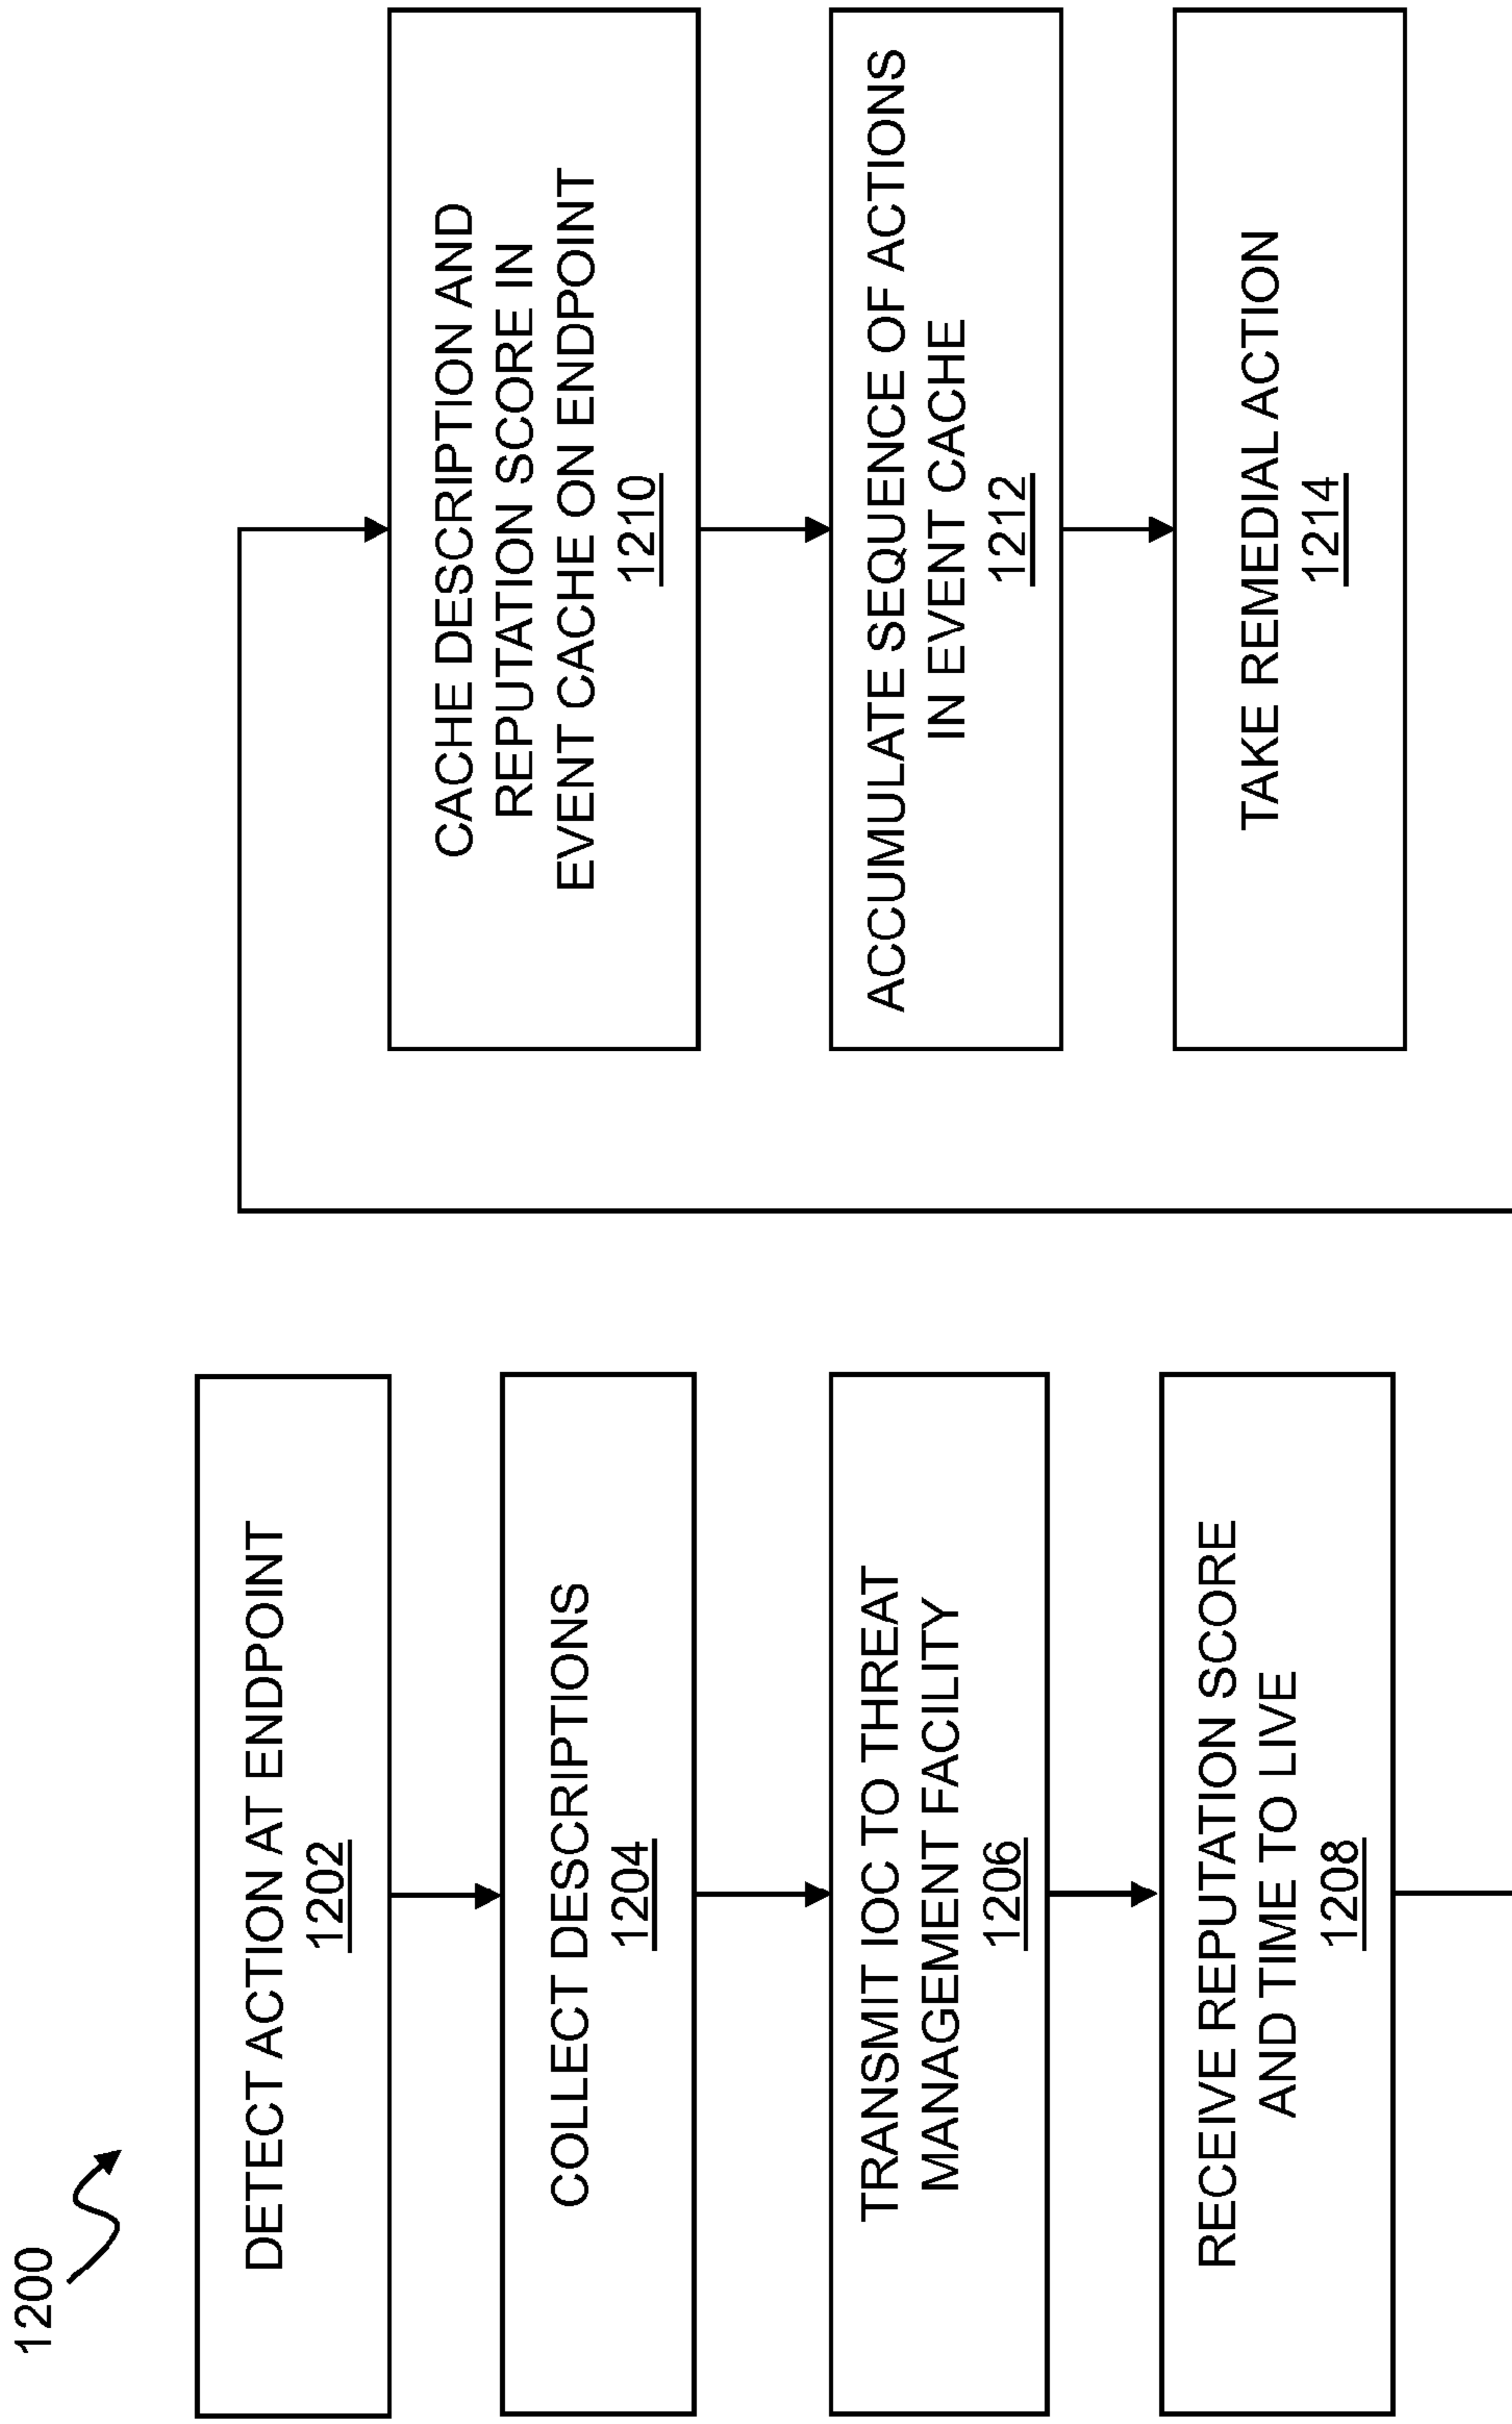 1200
DETECT ACTION AT ENDPOINT
1202
COLLECT DESCRIPTIONS
1204
TRANSMIT IOC TO THREAT
MANAGEMENT FACILITY
1206
RECEIVE REPUTATION SCORE
AND TIME TO LIVE
1208
CACHE DESCRIPTION AND
REPUTATION SCORE IN
EVENT CACHE ON ENDPOINT
1210
ACCUMULATE SEQUENCE OF ACTIONS
IN EVENT CACHE
1212
TAKE REMEDIAL ACTION
1214